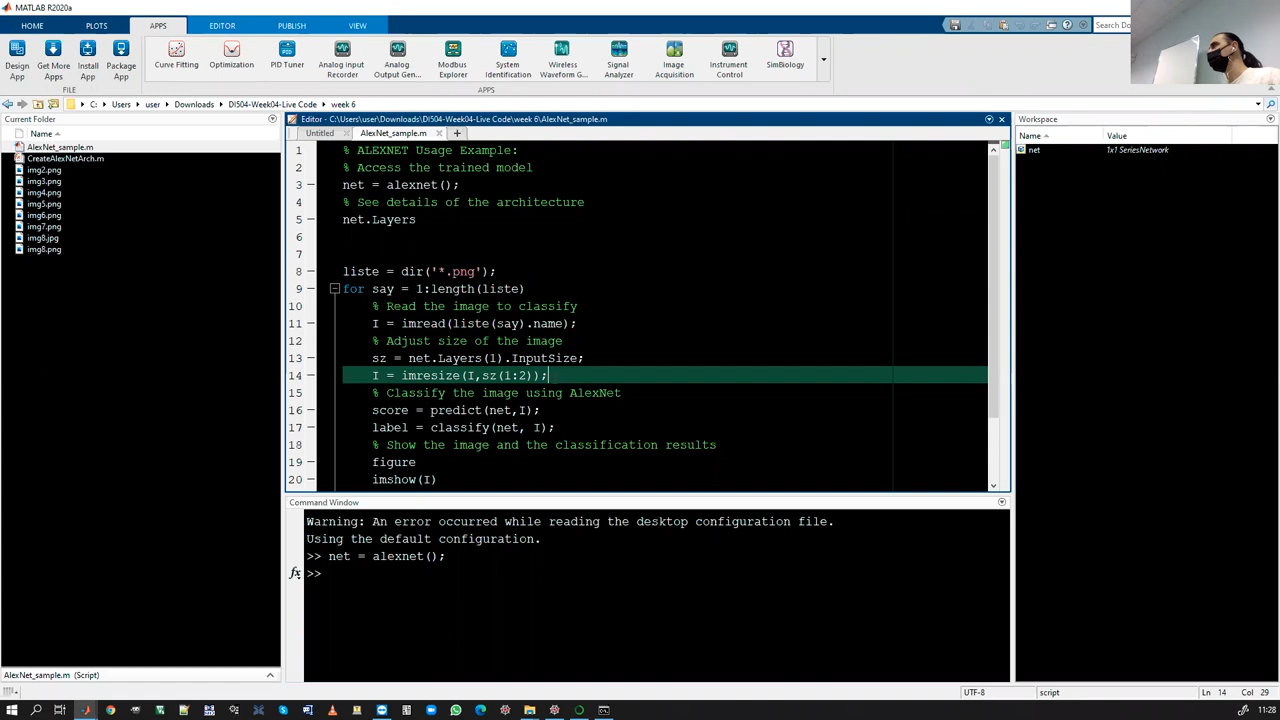 MATLAB R2020a
HOME PLOTS APPS EDITOR PUBLISH VIEW
Search Do
Design App
Get More Apps
Install App
Package App
Curve Fitting
Optimization
PID Tuner
Analog Input Recorder
Analog Output Gen...
Modbus Explorer
System Identification
Wireless Waveform G...
Signal Analyzer
Image Acquisition
Instrument Control
SimBiology
FILE
APPS
C: Users user Downloads DI504-Week04-Live Code week 6
Current Folder
Name
AlexNet_sample.m
CreateAlexNetArch.m
img2.png
img3.png
img4.png
img5.png
img6.png
img7.png
img8.jpg
img8.png
AlexNet_sample.m (Script)
Editor - C:\Users\user\Downloads\DI504-Week04-Live Code\week 6\AlexNet_sample.m
Untitled × AlexNet_sample.m × +
1 % ALEXNET Usage Example:
2 % Access the trained model
3 net = alexnet();
4 % See details of the architecture
5 net.Layers
6
7
8 liste = dir('*.png');
9 for say = 1:length(liste)
10 % Read the image to classify
11 I = imread(liste(say).name);
12 % Adjust size of the image
13 sz = net.Layers(1).InputSize;
14 I = imresize(I,sz(1:2));
15 % Classify the image using AlexNet
16 score = predict(net,I);
17 label = classify(net, I);
18 % Show the image and the classification results
19 figure
20 imshow(I)
Command Window
Warning: An error occurred while reading the desktop configuration file.
Using the default configuration.
>> net = alexnet();
fx >>
Workspace
Name Value
net 1x1 SeriesNetwork
UTF-8 script Ln 14 Col 29
11:28